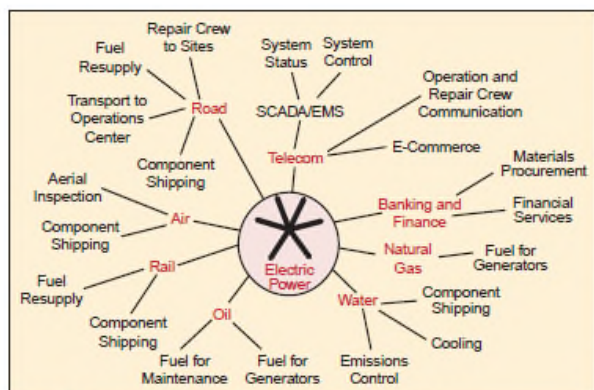 Repair Crew
to Sites
Fuel
Resupply
Transport to
Operations
Center
Road
Component
Shipping
System
Status
System
Control
SCADA/EMS
Operation and
Repair Crew
Communication
Telecom
E-Commerce
Materials
Procurement
Banking and
Finance
Financial
Services
Aerial
Inspection
Air
Component
Shipping
Natural
Gas
Fuel for
Generators
Rail
Fuel
Resupply
Component
Shipping
Electric
Power
Water
Component
Shipping
Cooling
Emissions
Control
Oil
Fuel for
Maintenance
Fuel for
Generators